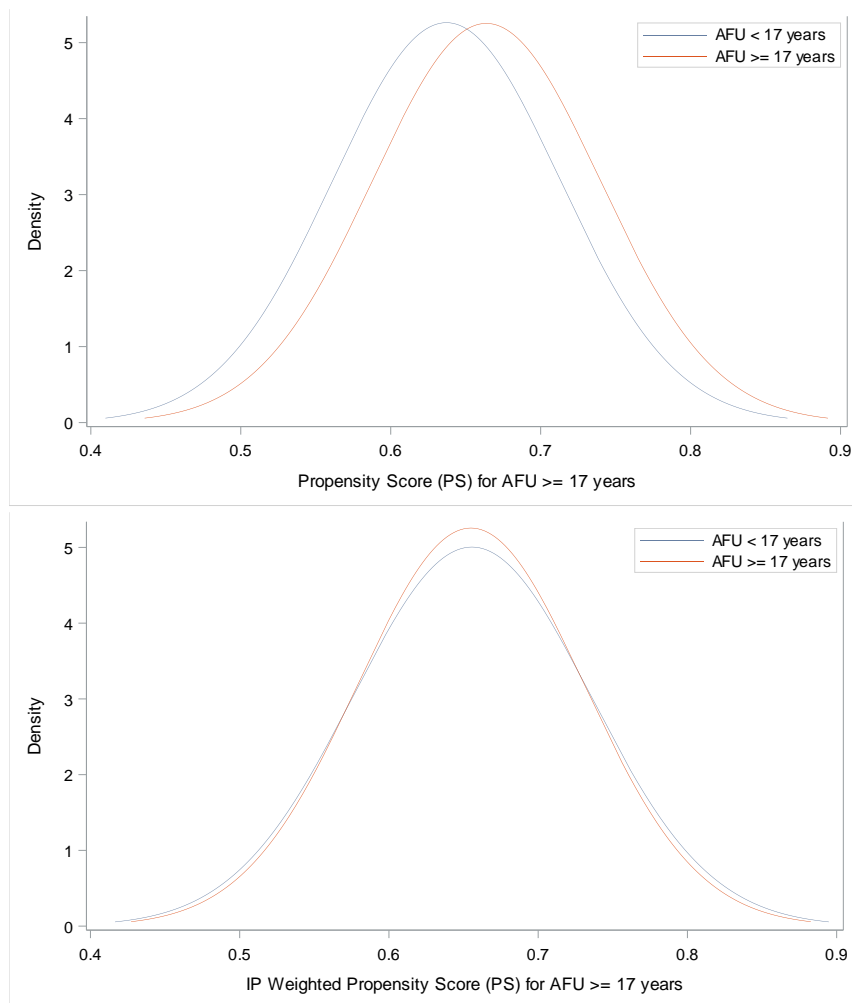 AFU < 17 years
AFU >= 17 years
5
4
3
2
1
0
Density
0.4 0.5 0.6 0.7 0.8 0.9
Propensity Score (PS) for AFU >= 17 years
AFU < 17 years
AFU >= 17 years
5
4
3
2
1
0
Density
0.4 0.5 0.6 0.7 0.8 0.9
IP Weighted Propensity Score (PS) for AFU >= 17 years